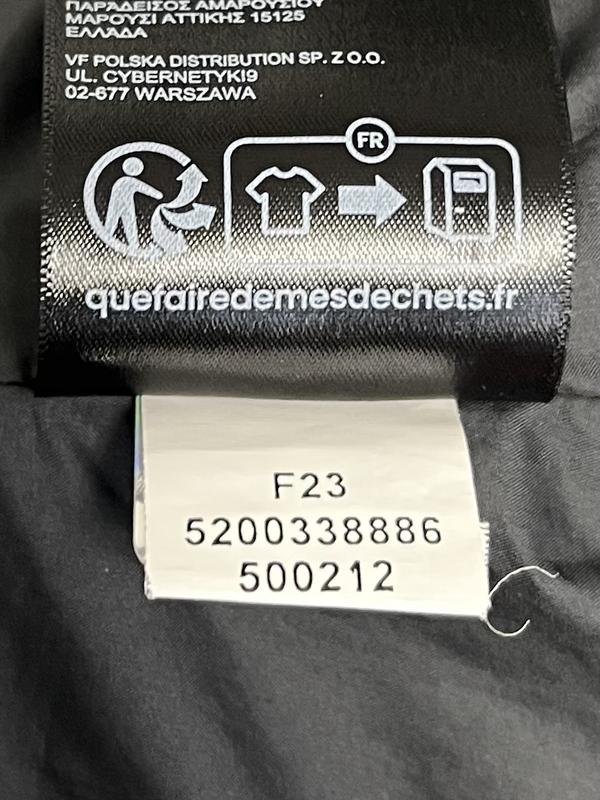 ΠΑΡΑΔΕΙΣΟΣ ΑΜΑΡΟΥΣΙΟΥ
ΜΑΡΟΥΣΙ ΑΤΤΙΚΗΣ 15125
ΕΛΛΑΔΑ
VF POLSKA DISTRIBUTION SP. Z O.O.
UL. CYBERNETYKI9
02-677 WARSZAWA
FR
quefairedemesdechets.fr
F23
5200338886
500212